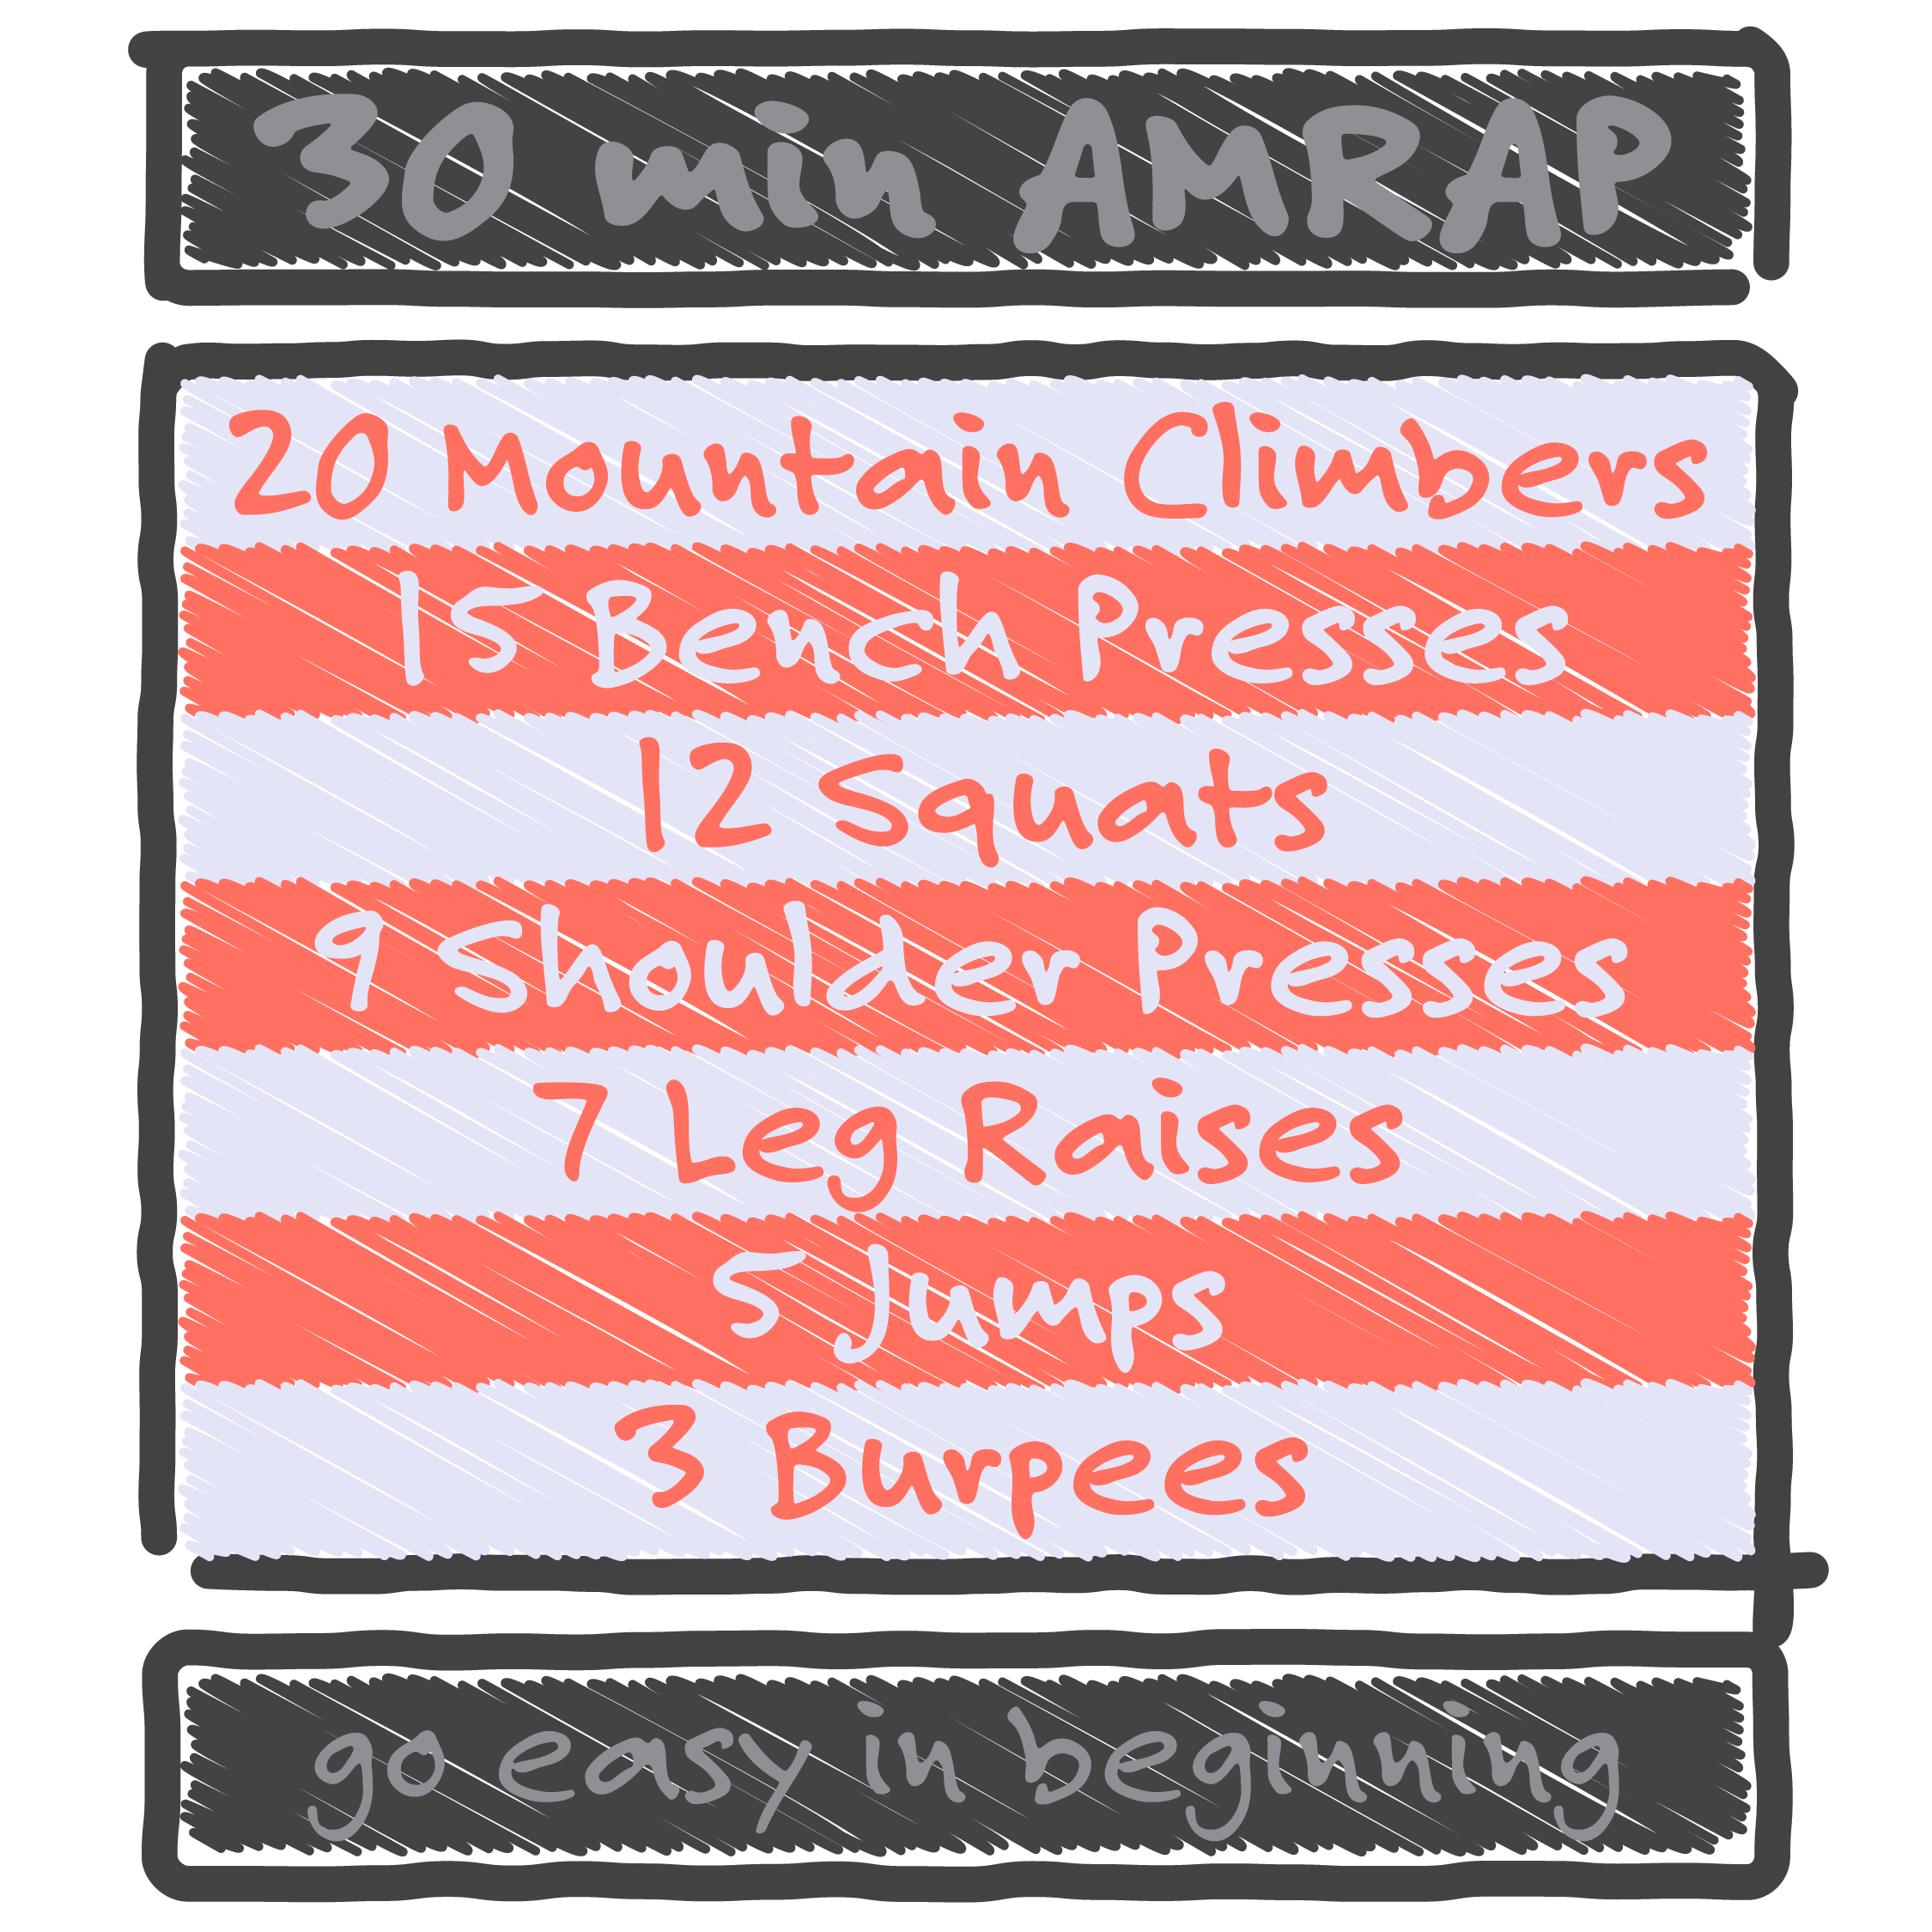 30 min AMRAP
20 Mountain Climbers
15 Bench Presses
12 Squats
9 Shoulder Presses
7 Leg Raises
5 Jumps
3 Burpees
go easy in beginning